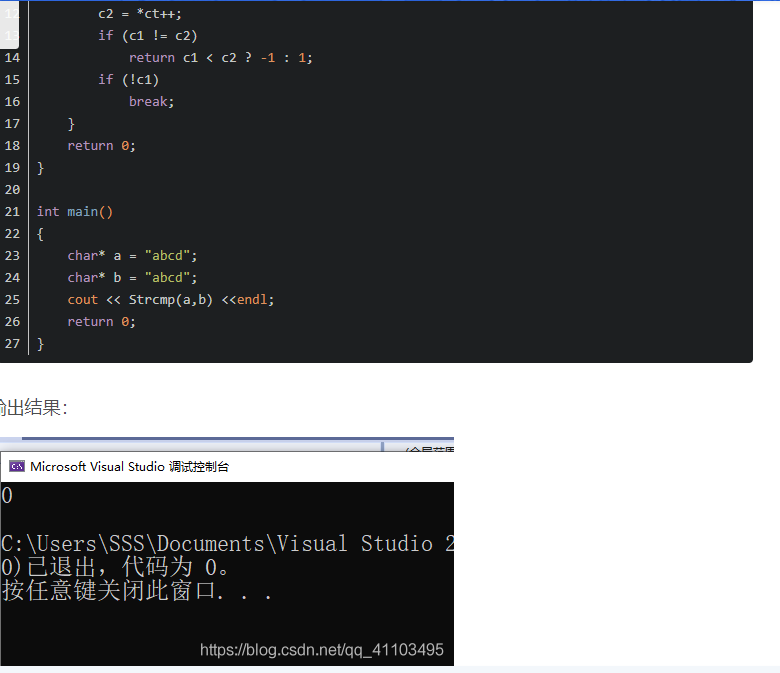 12 c2 = *ct++;
13 if (c1 != c2)
14 return c1 < c2 ? -1 : 1;
15 if (!c1)
16 break;
17 }
18 return 0;
19 }
20
21 int main()
22 {
23 char* a = "abcd";
24 char* b = "abcd";
25 cout << Strcmp(a,b) <<endl;
26 return 0;
27 }
输出结果：
Microsoft Visual Studio 调试控制台
0
C:\Users\SSS\Documents\Visual Studio 2
0)已退出，代码为 0。
按任意键关闭此窗口. . .
https://blog.csdn.net/qq_41103495